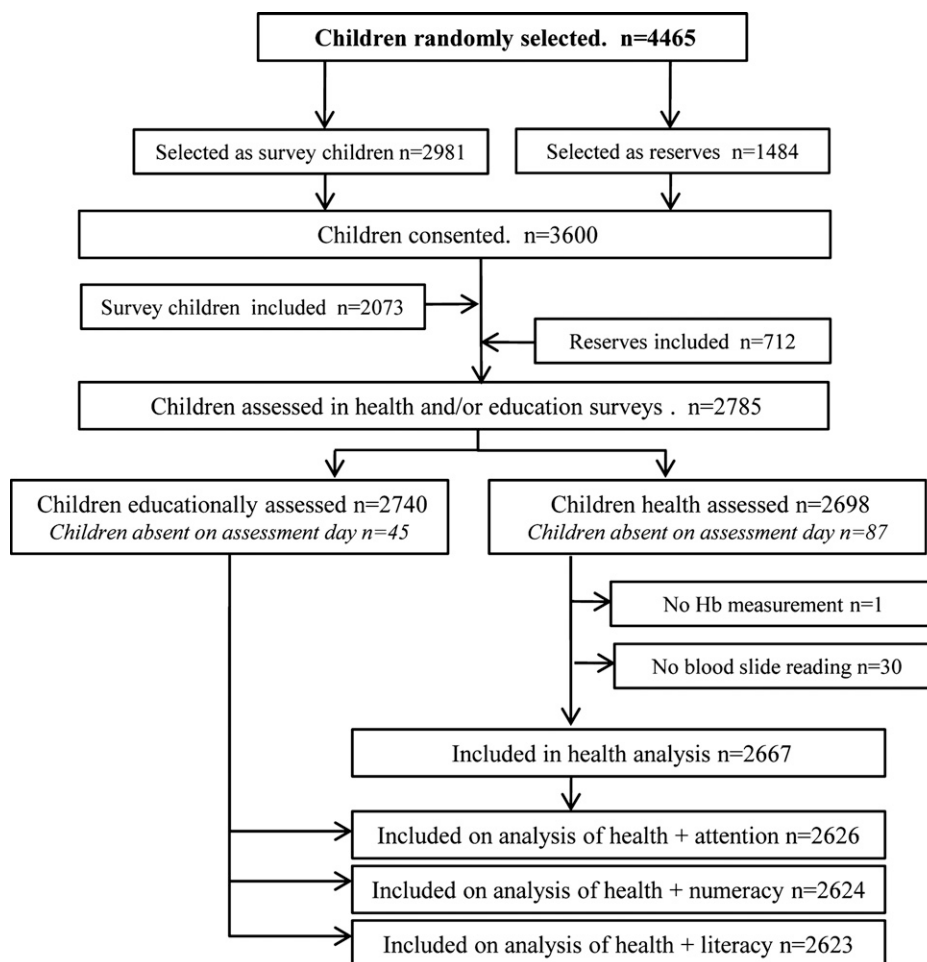 Children randomly selected. n=4465
Selected as survey children n=2981
Selected as reserves n=1484
Children consented. n=3600
Survey children included n=2073
Reserves included n=712
Children assessed in health and/or education surveys . n=2785
Children educationally assessed n=2740
Children absent on assessment day n=45
Children health assessed n=2698
Children absent on assessment day n=87
No Hb measurement n=1
No blood slide reading n=30
Included in health analysis n=2667
Included on analysis of health + attention n=2626
Included on analysis of health + numeracy n=2624
Included on analysis of health + literacy n=2623